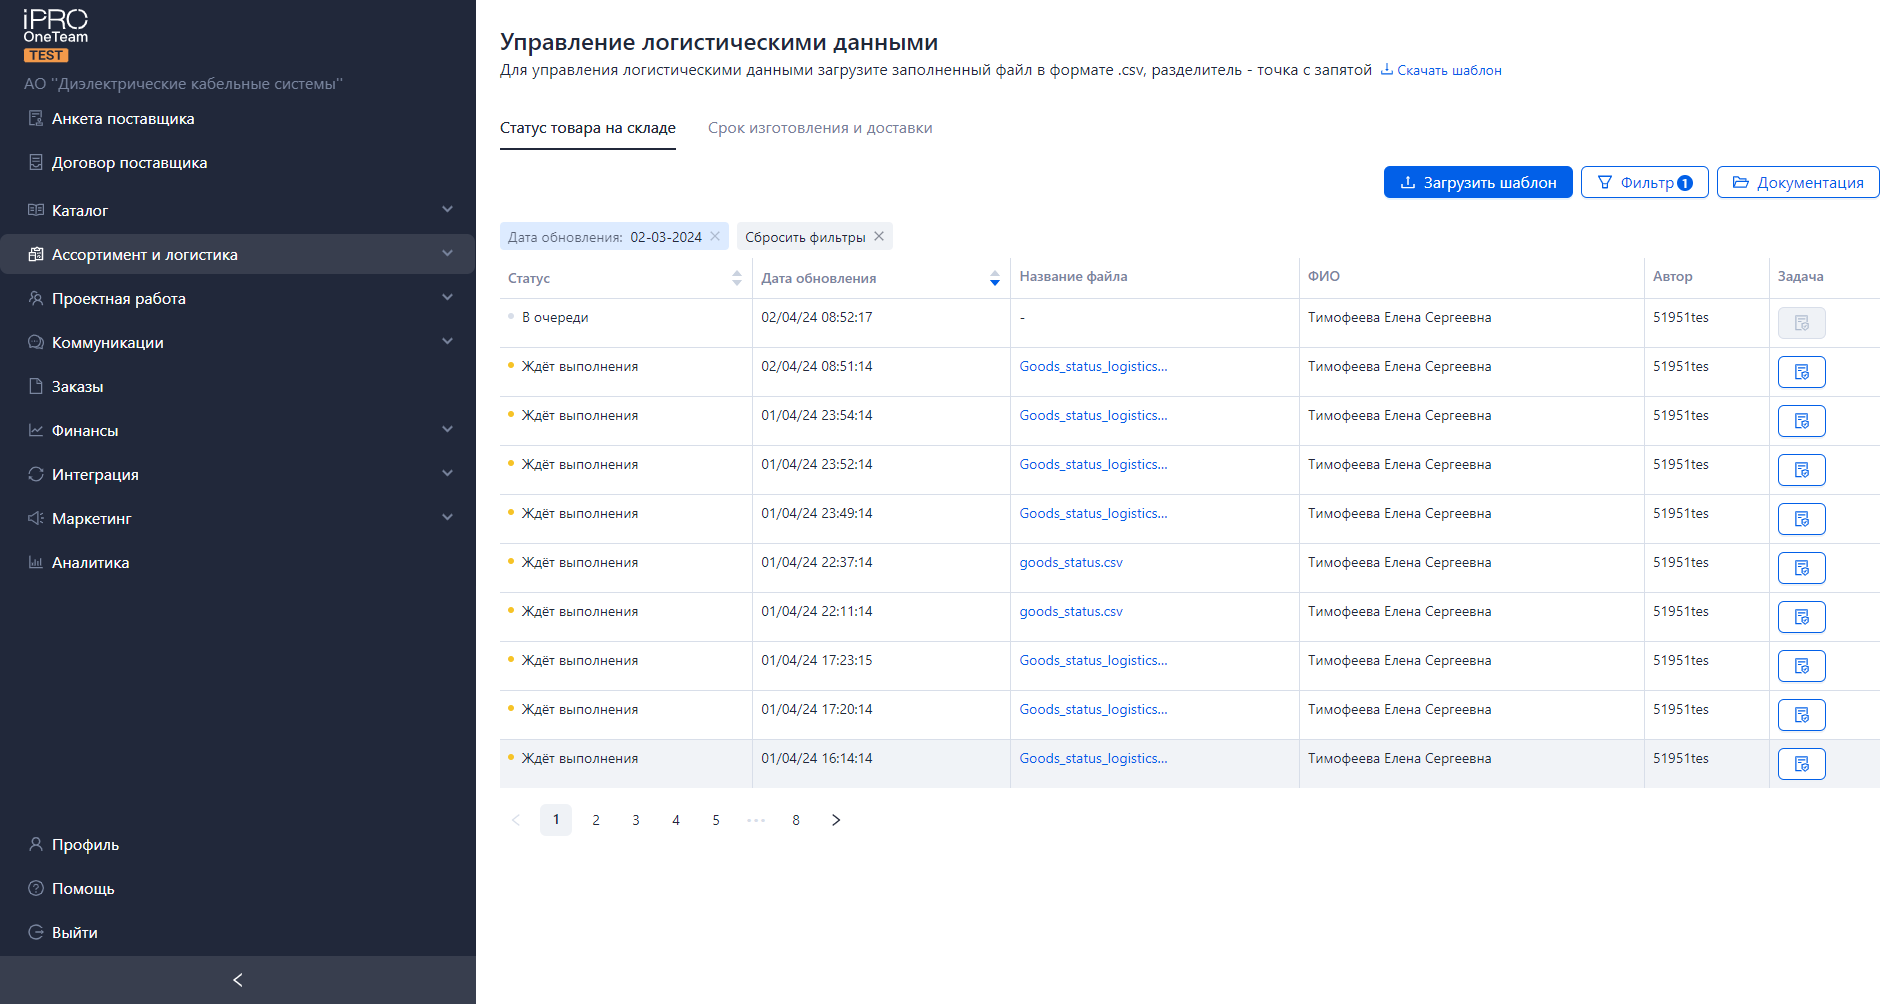 iPRO
OneTeam
TEST
АО "Диэлектрические кабельные системы"
Анкета поставщика
Договор поставщика
Каталог
Ассортимент и логистика
Проектная работа
Коммуникации
Заказы
Финансы
Интеграция
Маркетинг
Аналитика
Профиль
Помощь
Выйти
Управление логистическими данными
Для управления логистическими данными загрузите заполненный файл в формате .csv, разделитель - точка с запятой Скачать шаблон
Статус товара на складе Срок изготовления и доставки
Загрузить шаблон Фильтр 1 Документация
Дата обновления: 02-03-2024 Сбросить фильтры
Статус Дата обновления Название файла ФИО Автор Задача
В очереди 02/04/24 08:52:17 - Тимофеева Елена Сергеевна 51951tes
Ждёт выполнения 02/04/24 08:51:14 Goods_status_logistics... Тимофеева Елена Сергеевна 51951tes
Ждёт выполнения 01/04/24 23:54:14 Goods_status_logistics... Тимофеева Елена Сергеевна 51951tes
Ждёт выполнения 01/04/24 23:52:14 Goods_status_logistics... Тимофеева Елена Сергеевна 51951tes
Ждёт выполнения 01/04/24 23:49:14 Goods_status_logistics... Тимофеева Елена Сергеевна 51951tes
Ждёт выполнения 01/04/24 22:37:14 goods_status.csv Тимофеева Елена Сергеевна 51951tes
Ждёт выполнения 01/04/24 22:11:14 goods_status.csv Тимофеева Елена Сергеевна 51951tes
Ждёт выполнения 01/04/24 17:23:15 Goods_status_logistics... Тимофеева Елена Сергеевна 51951tes
Ждёт выполнения 01/04/24 17:20:14 Goods_status_logistics... Тимофеева Елена Сергеевна 51951tes
Ждёт выполнения 01/04/24 16:14:14 Goods_status_logistics... Тимофеева Елена Сергеевна 51951tes
1 2 3 4 5 ••• 8